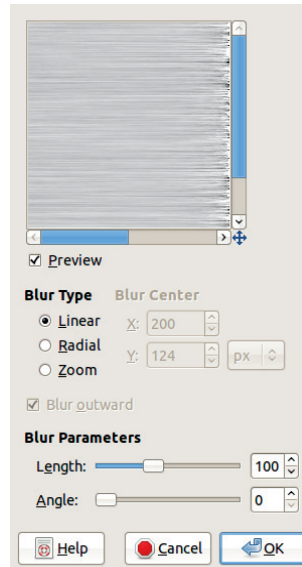 Preview
Blur Type Blur Center
Linear X: 200
Radial Y: 124 px
Zoom
Blur outward
Blur Parameters
Length: 100
Angle: 0
Help Cancel OK